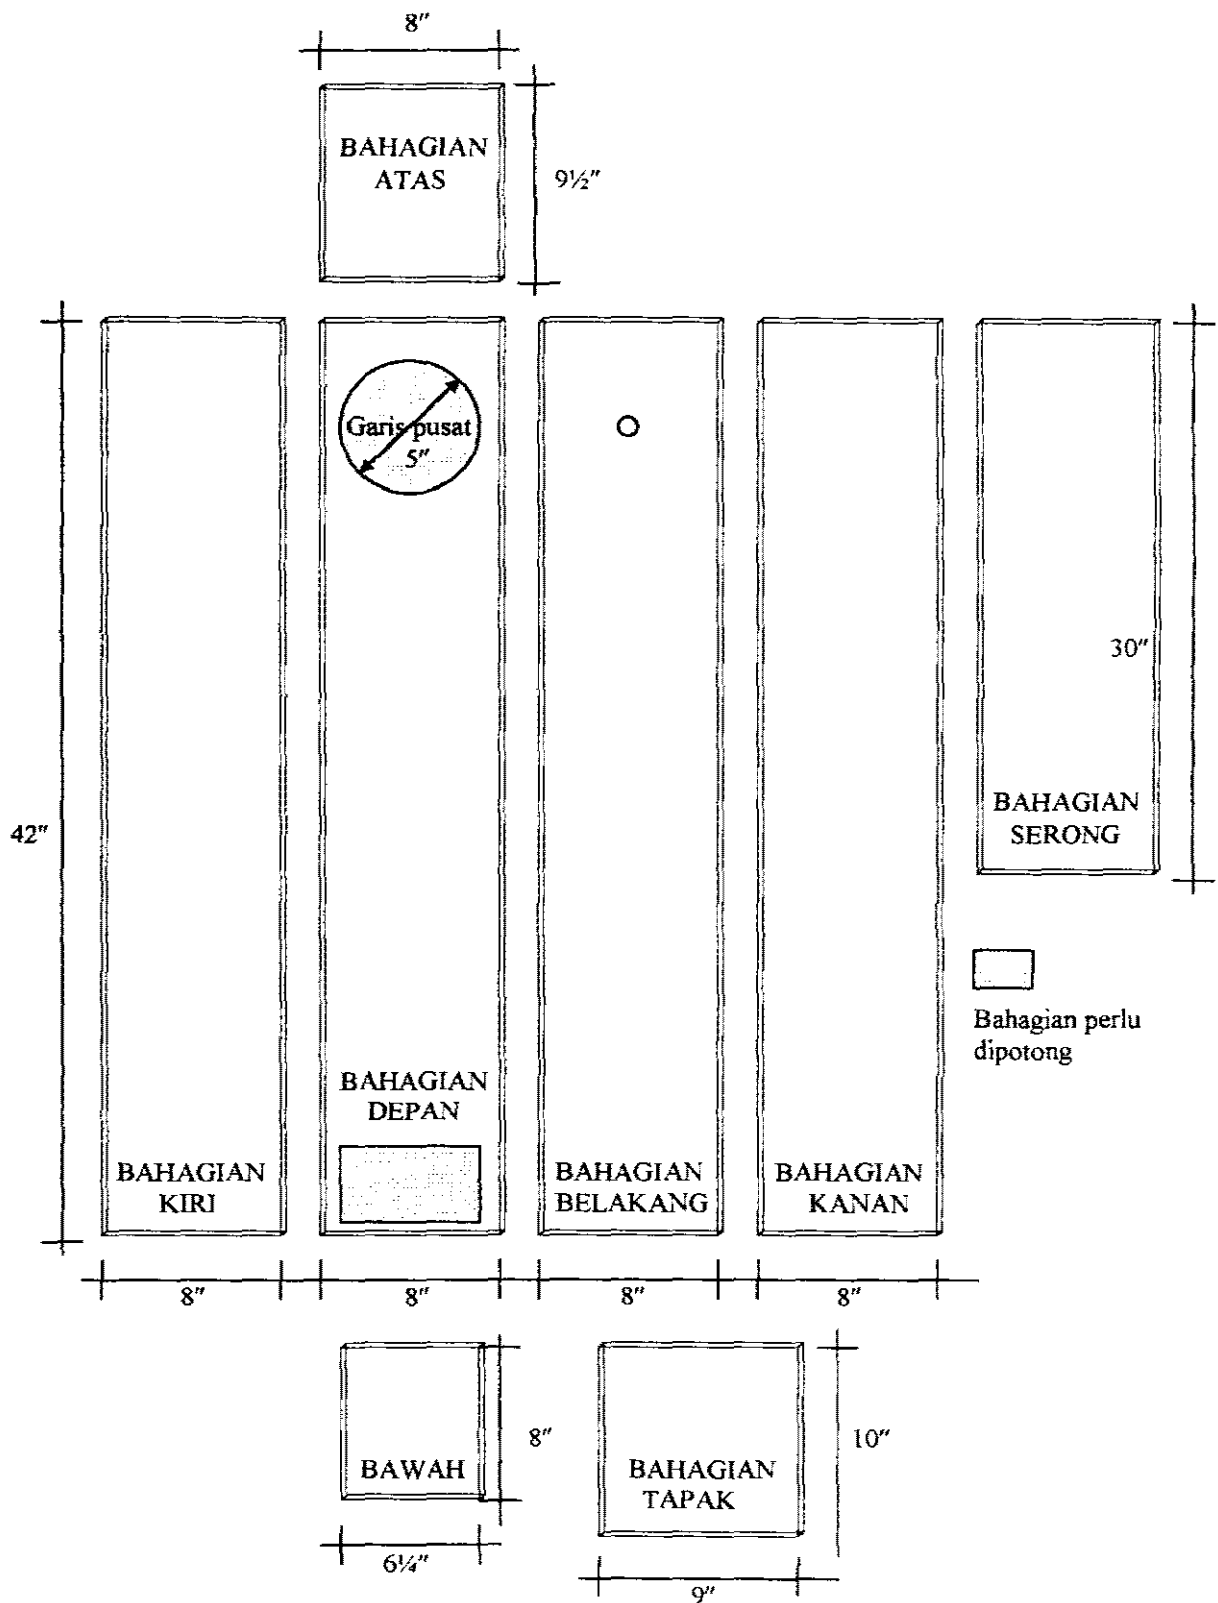 8″
BAHAGIAN
ATAS
9½″
Garis pusat
5″
42″
30″
BAHAGIAN
SERONG
Bahagian perlu
dipotong
BAHAGIAN
DEPAN
BAHAGIAN
KIRI
BAHAGIAN
BELAKANG
BAHAGIAN
KANAN
8″
8″
8″
8″
BAWAH
8″
BAHAGIAN
TAPAK
10″
6¼″
9″